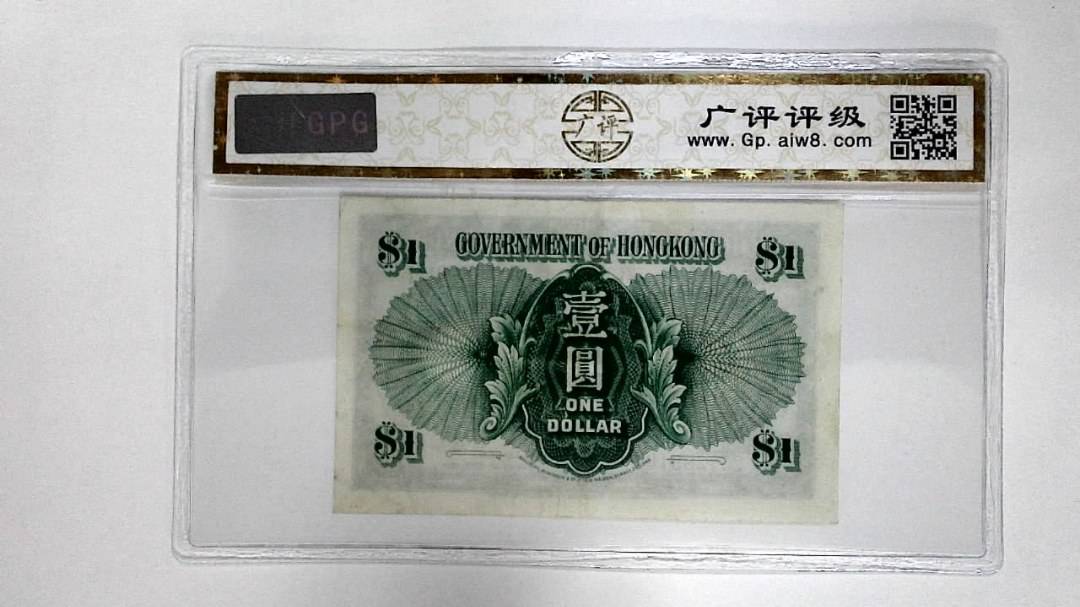 GPG
广评
广评评级
www. Gp. aiw8. com
$1
GOVERNMENT OF HONGKONG
$1
壹
圓
ONE
DOLLAR
$1
$1